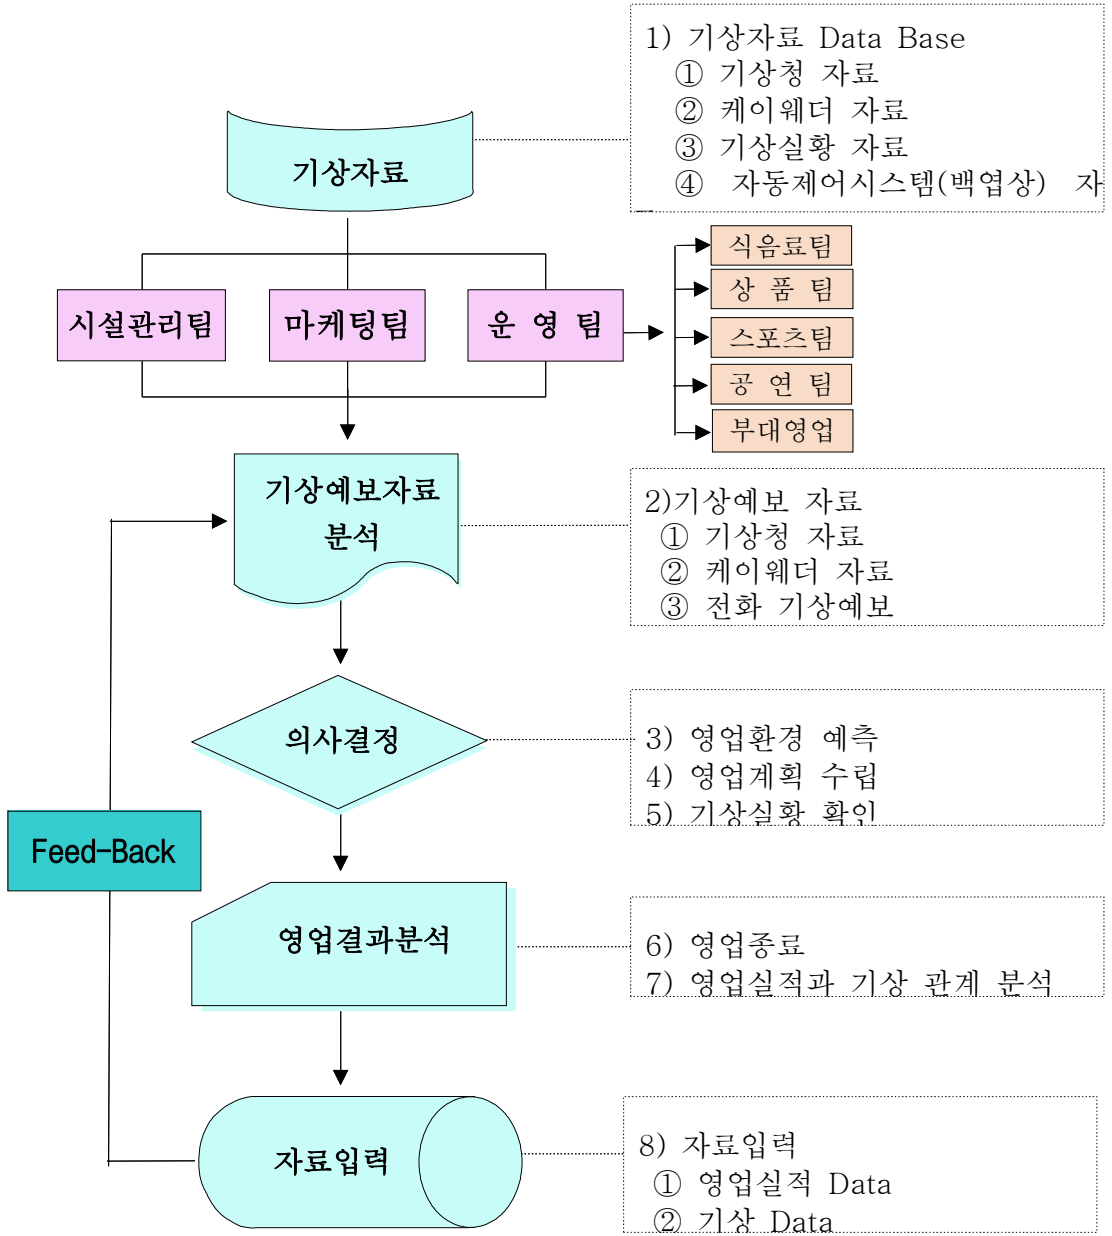 1) 기상자료 Data Base
① 기상청 자료
② 케이웨더 자료
③ 기상실황 자료
④ 자동제어시스템(백엽상) 자
기상자료
식음료팀
상 품 팀
스포츠팀
공 연 팀
부대영업
시설관리팀
마케팅팀
운 영 팀
기상예보자료
분석
2)기상예보 자료
① 기상청 자료
② 케이웨더 자료
③ 전화 기상예보
의사결정
3) 영업환경 예측
4) 영업계획 수립
5) 기상실황 확인
Feed-Back
영업결과분석
6) 영업종료
7) 영업실적과 기상 관계 분석
자료입력
8) 자료입력
① 영업실적 Data
② 기상 Data